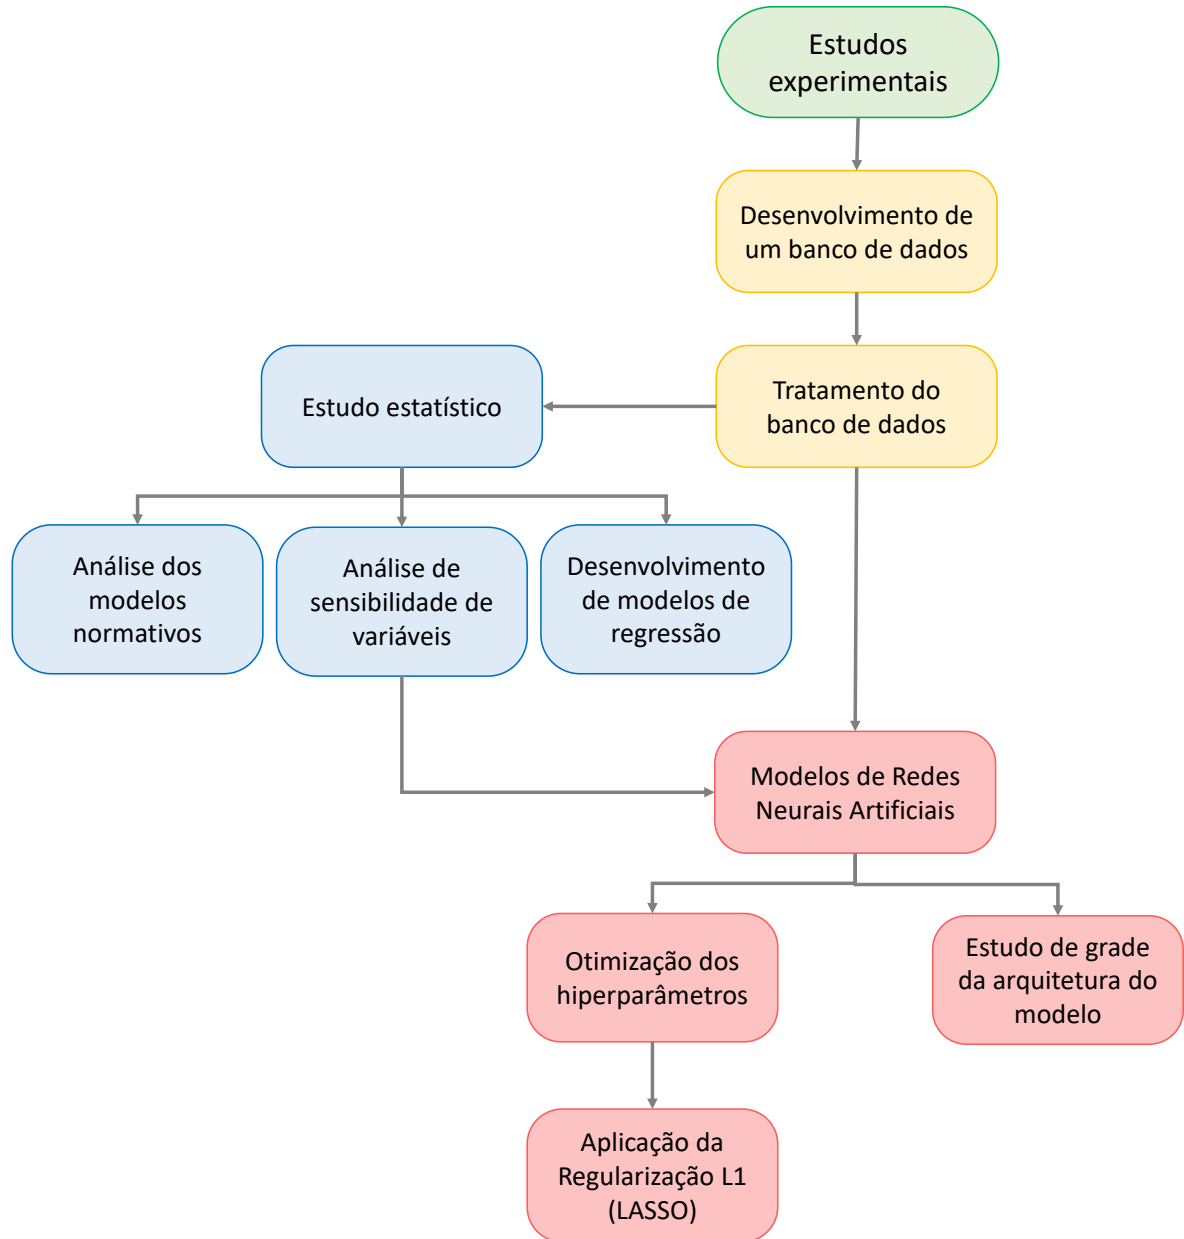 Estudos
experimentais
Desenvolvimento de
um banco de dados
Tratamento do
banco de dados
Estudo estatístico
Análise dos
modelos
normativos
Análise de
sensibilidade de
variáveis
Desenvolvimento
de modelos de
regressão
Modelos de Redes
Neurais Artificiais
Otimização dos
hiperparâmetros
Estudo de grade
da arquitetura do
modelo
Aplicação da
Regularização L1
(LASSO)